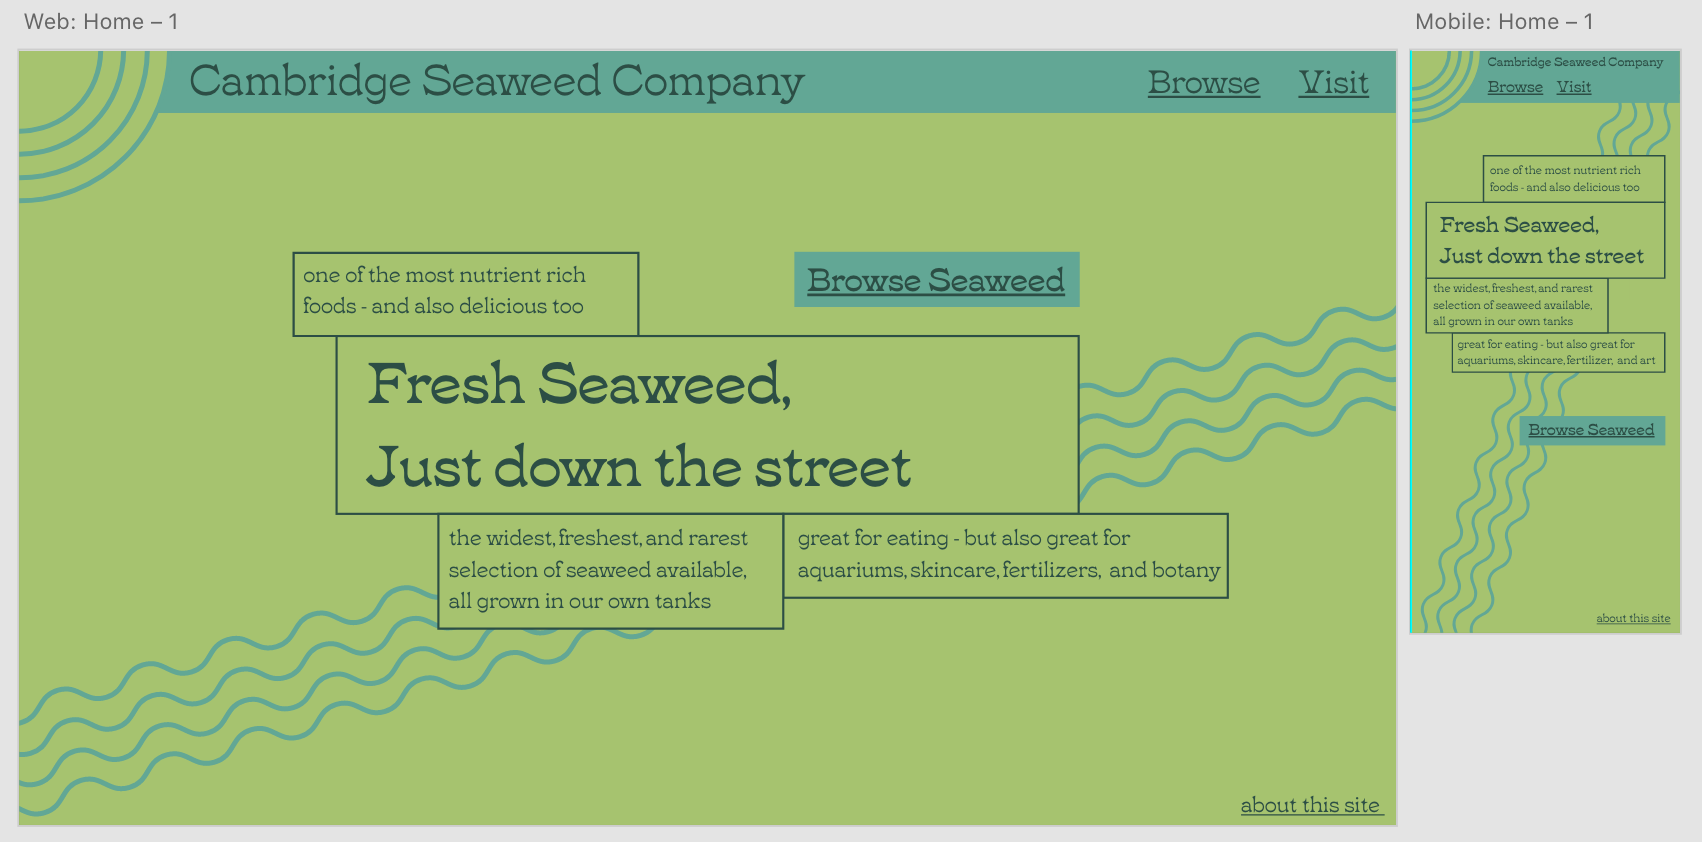 Web: Home – 1
Cambridge Seaweed Company
Browse Visit
one of the most nutrient rich
foods - and also delicious too
Browse Seaweed
Fresh Seaweed,
Just down the street
the widest, freshest, and rarest
selection of seaweed available,
all grown in our own tanks
great for eating - but also great for
aquariums, skincare, fertilizers, and botany
about this site
Mobile: Home – 1
Cambridge Seaweed Company
Browse Visit
one of the most nutrient rich
foods - and also delicious too
Fresh Seaweed,
Just down the street
the widest, freshest, and rarest
selection of seaweed available,
all grown in our own tanks
great for eating - but also great for
aquariums, skincare, fertilizer, and art
Browse Seaweed
about this site